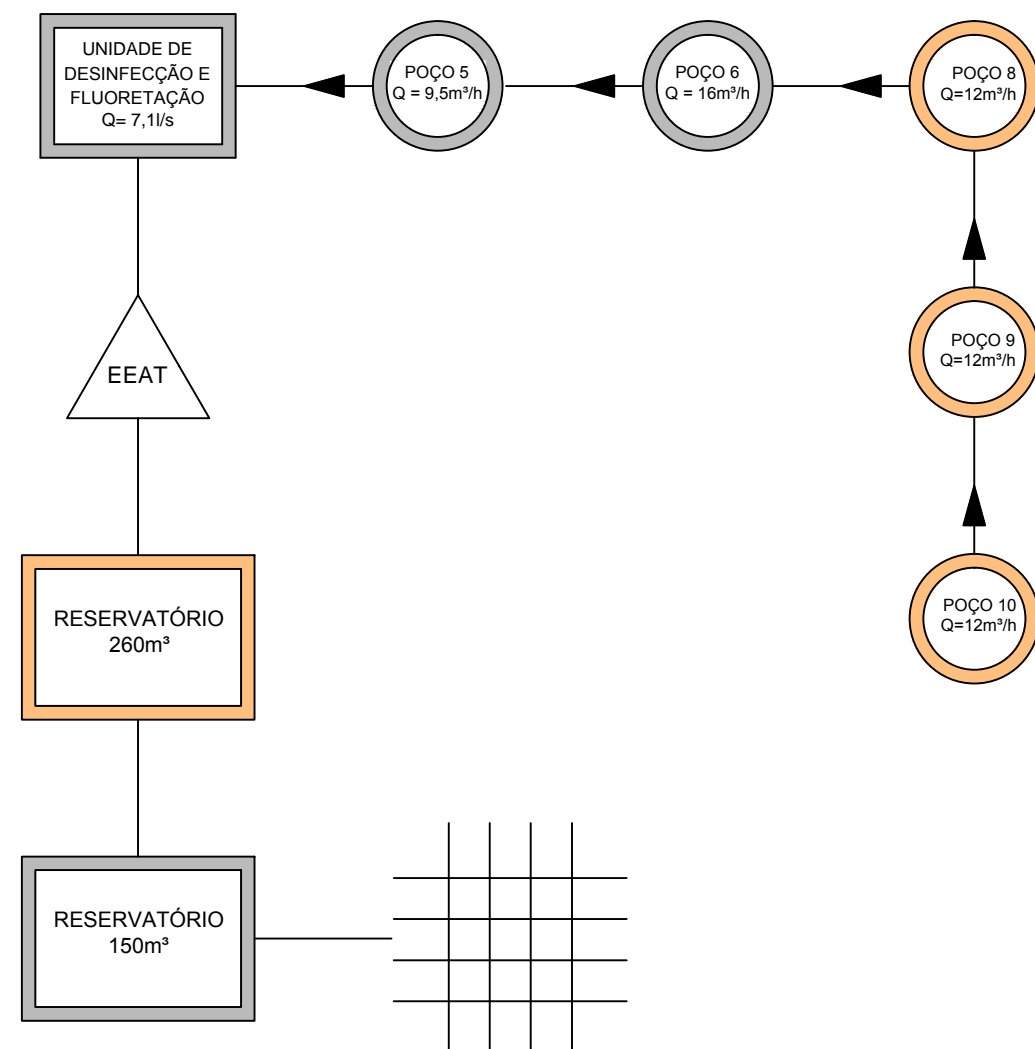 UNIDADE DE
DESINFECÇÃO E
FLUORETAÇÃO
Q= 7,1l/s
POÇO 5
Q = 9,5m³/h
POÇO 6
Q = 16m³/h
POÇO 8
Q=12m³/h
POÇO 9
Q=12m³/h
EEAT
POÇO 10
Q=12m³/h
RESERVATÓRIO
260m³
RESERVATÓRIO
150m³